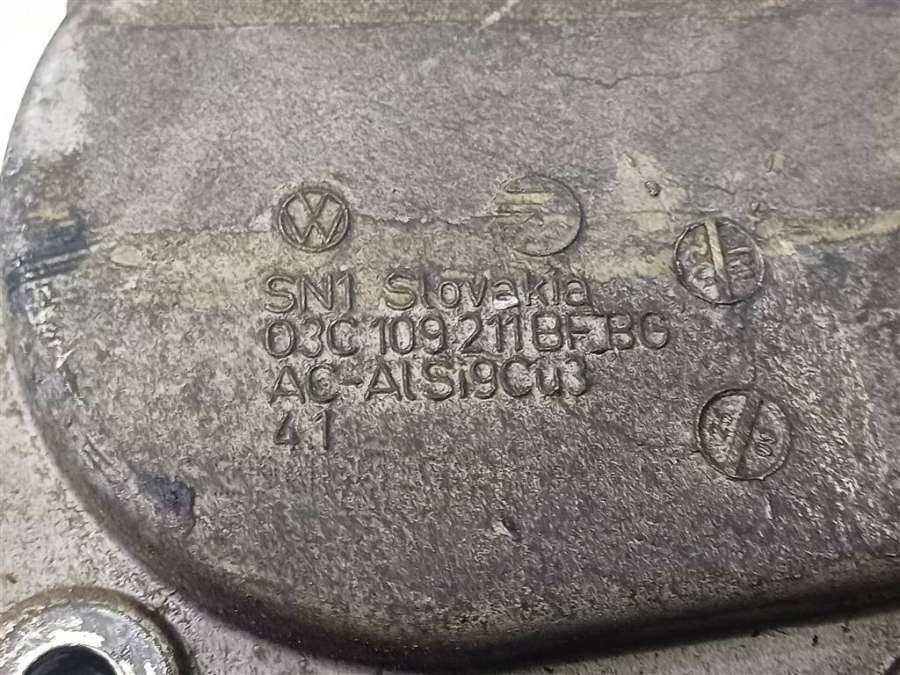 SN1 Slovakia
03C 109 211 BF BG
AC-AlSi9Cu3
41